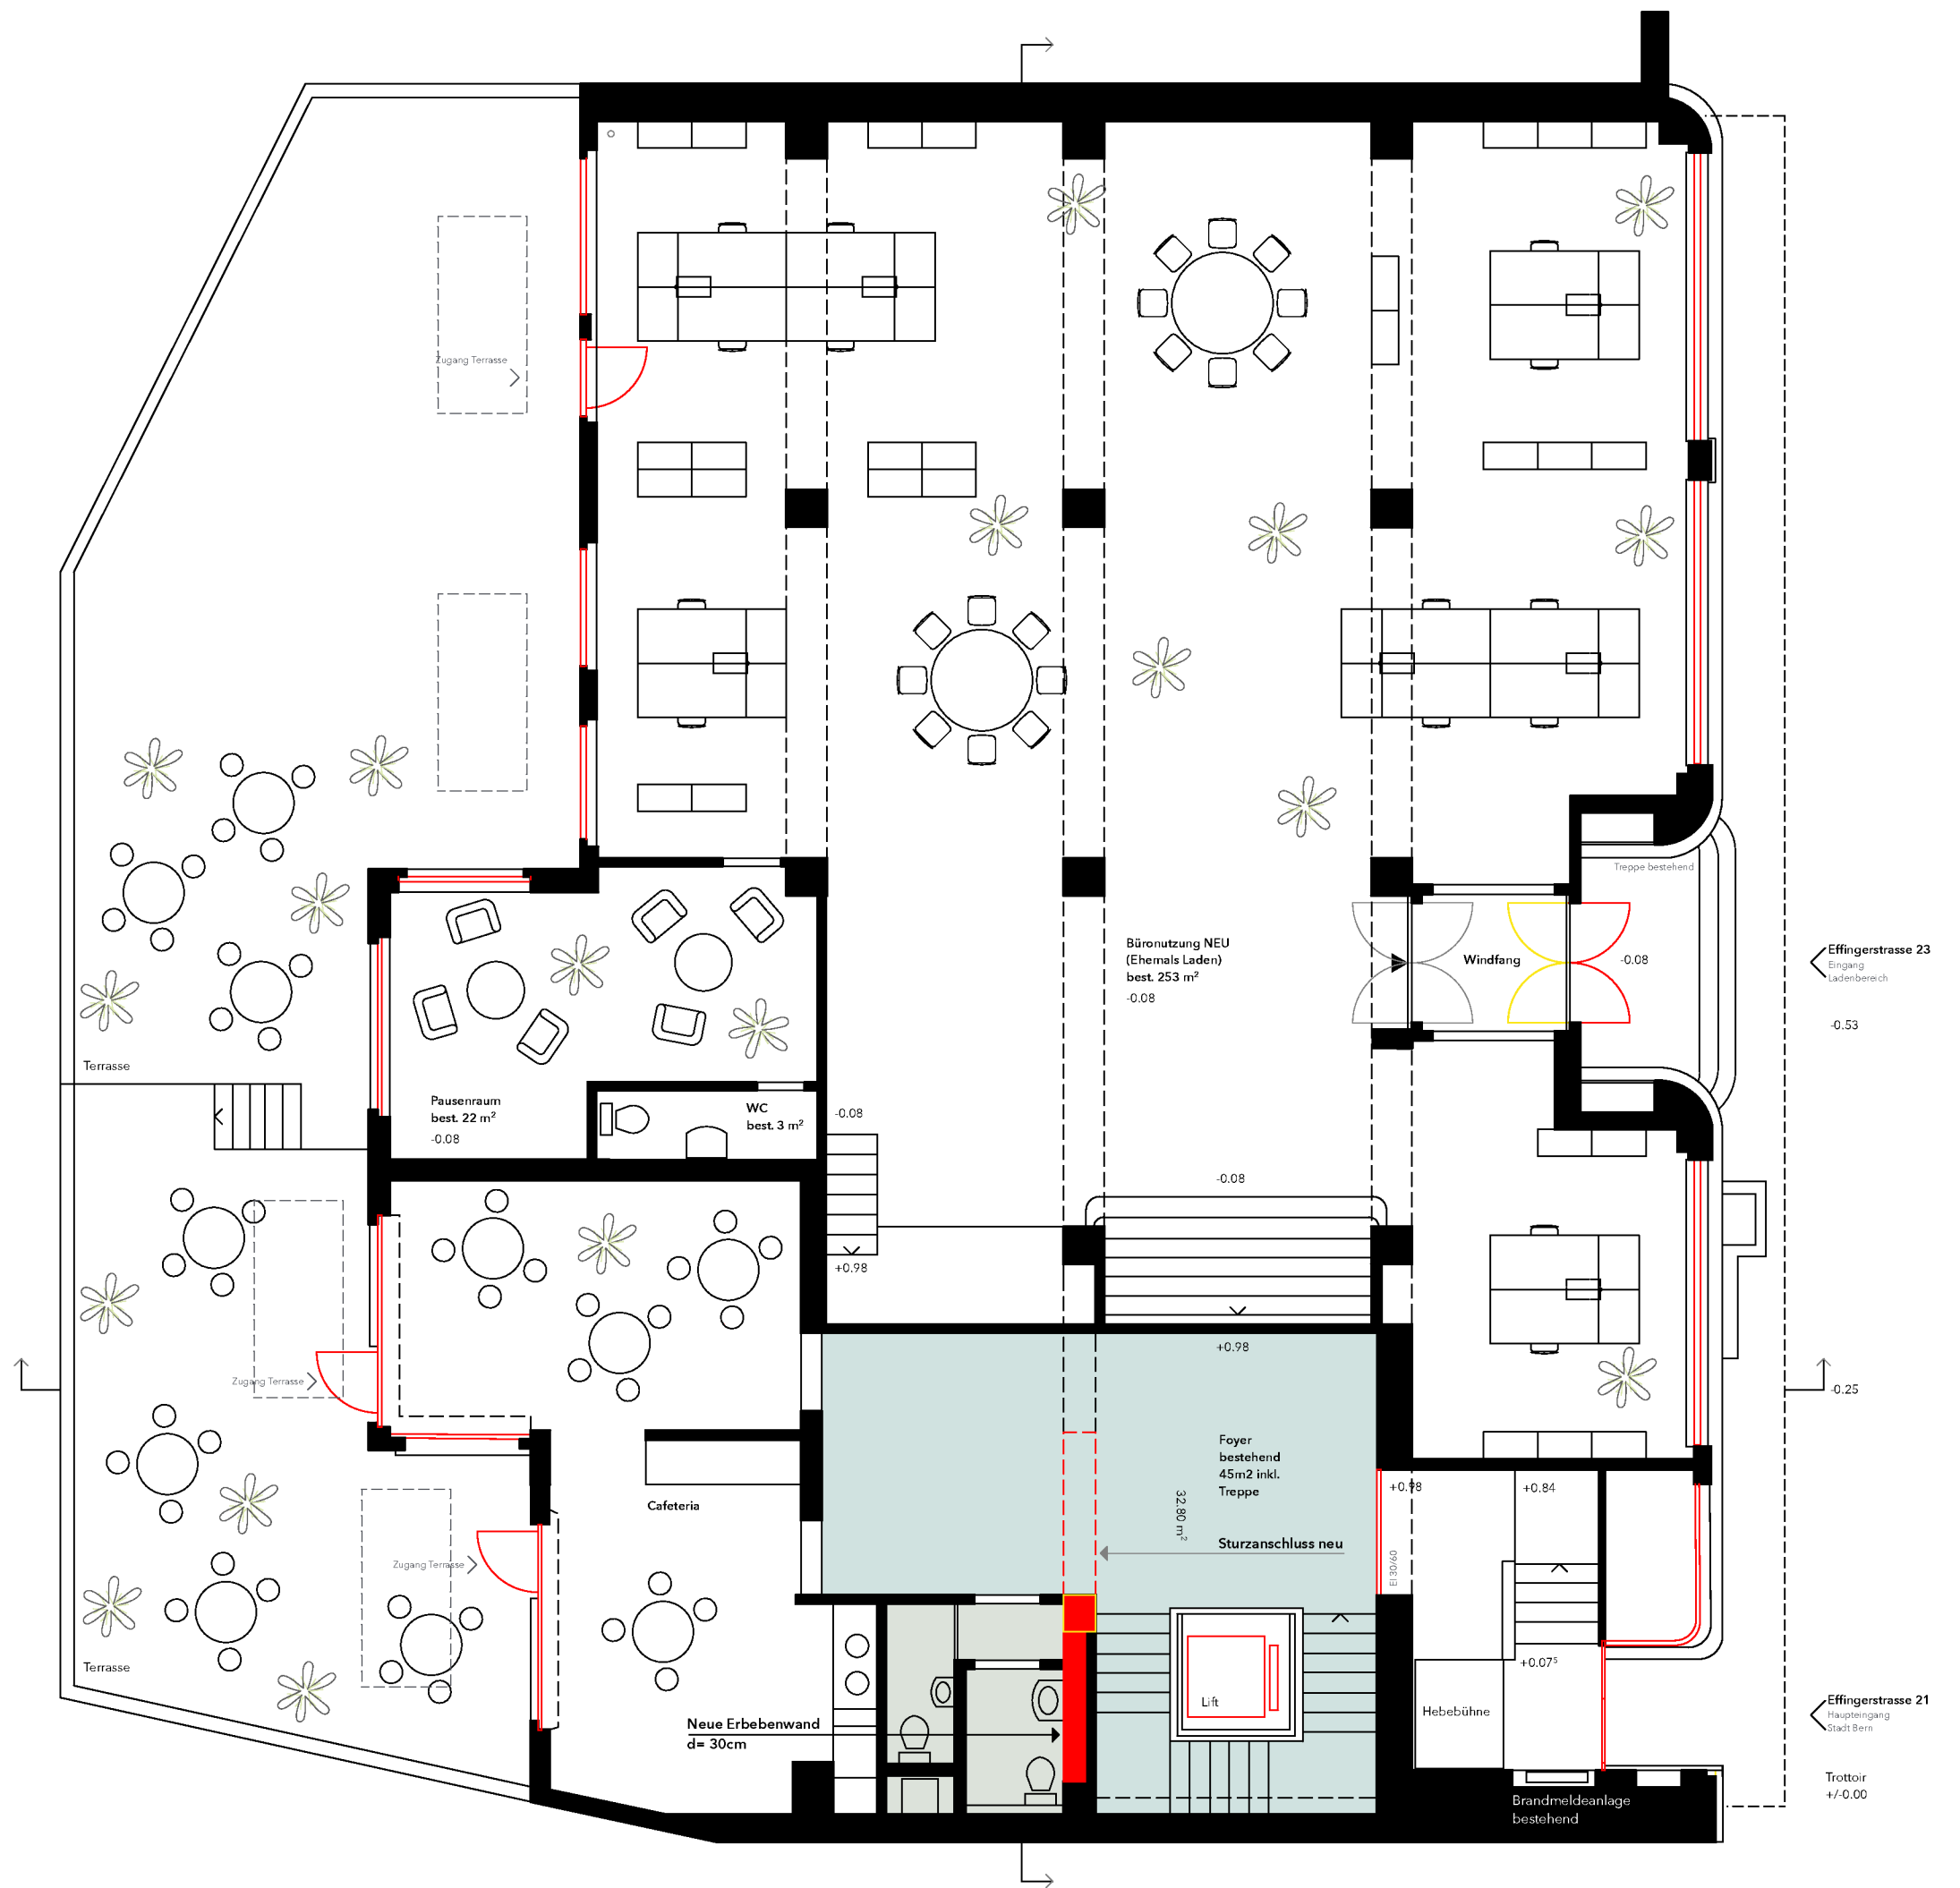 Zugang Terrasse
Treppe bestehend
Büronutzung NEU
(Ehemals Laden)
best. 253 m²
-0.08
Windfang
-0.08
Effingerstrasse 23
Eingang
Ladenbereich
-0.53
Terrasse
Pausenraum
best. 22 m²
-0.08
WC
best. 3 m²
-0.08
+0.98
-0.08
+0.98
Zugang Terrasse
-0.25
Foyer
bestehend
45m2 inkl.
Treppe
32.80 m²
Sturzanschluss neu
+0.98
EI 30/60
+0.84
Cafeteria
Zugang Terrasse
Terrasse
+0.07⁵
Lift
Hebebühne
Neue Erbebenwand
d= 30cm
Effingerstrasse 21
Haupteingang
Stadt Bern
Trottoir
+/-0.00
Brandmeldeanlage
bestehend